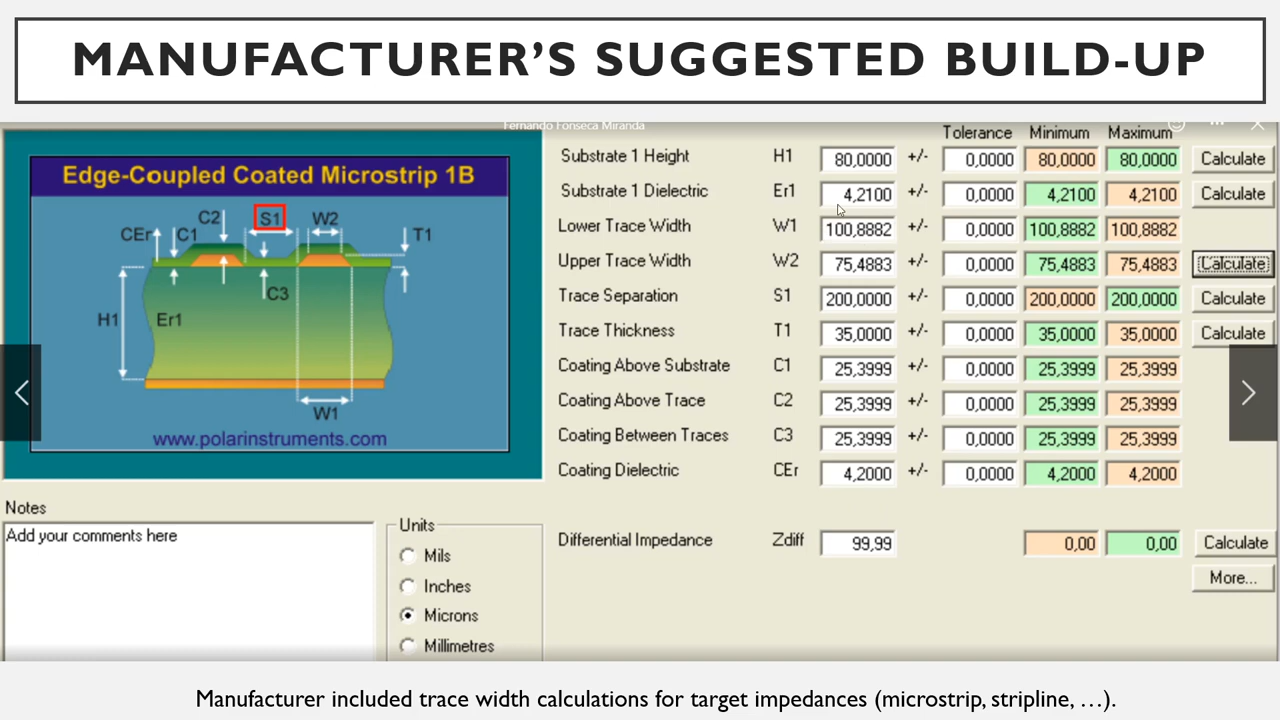 MANUFACTURER'S SUGGESTED BUILD-UP
Fernando Fonseca Miranda
Edge-Coupled Coated Microstrip 1B
C2 S1 W2
CEr C1 T1
C3
H1 Er1
W1
www.polarinstruments.com
Tolerance Minimum Maximum
Substrate 1 Height H1 80,0000 +/- 0,0000 80,0000 80,0000 Calculate
Substrate 1 Dielectric Er1 4,2100 +/- 0,0000 4,2100 4,2100 Calculate
Lower Trace Width W1 100,8882 +/- 0,0000 100,8882 100,8882
Upper Trace Width W2 75,4883 +/- 0,0000 75,4883 75,4883 Calculate
Trace Separation S1 200,0000 +/- 0,0000 200,0000 200,0000 Calculate
Trace Thickness T1 35,0000 +/- 0,0000 35,0000 35,0000 Calculate
Coating Above Substrate C1 25,3999 +/- 0,0000 25,3999 25,3999
Coating Above Trace C2 25,3999 +/- 0,0000 25,3999 25,3999
Coating Between Traces C3 25,3999 +/- 0,0000 25,3999 25,3999
Coating Dielectric CEr 4,2000 +/- 0,0000 4,2000 4,2000
Differential Impedance Zdiff 99,99 0,00 0,00 Calculate
More...
Notes
Add your comments here
Units
Mils
Inches
Microns
Millimetres
Manufacturer included trace width calculations for target impedances (microstrip, stripline, …).